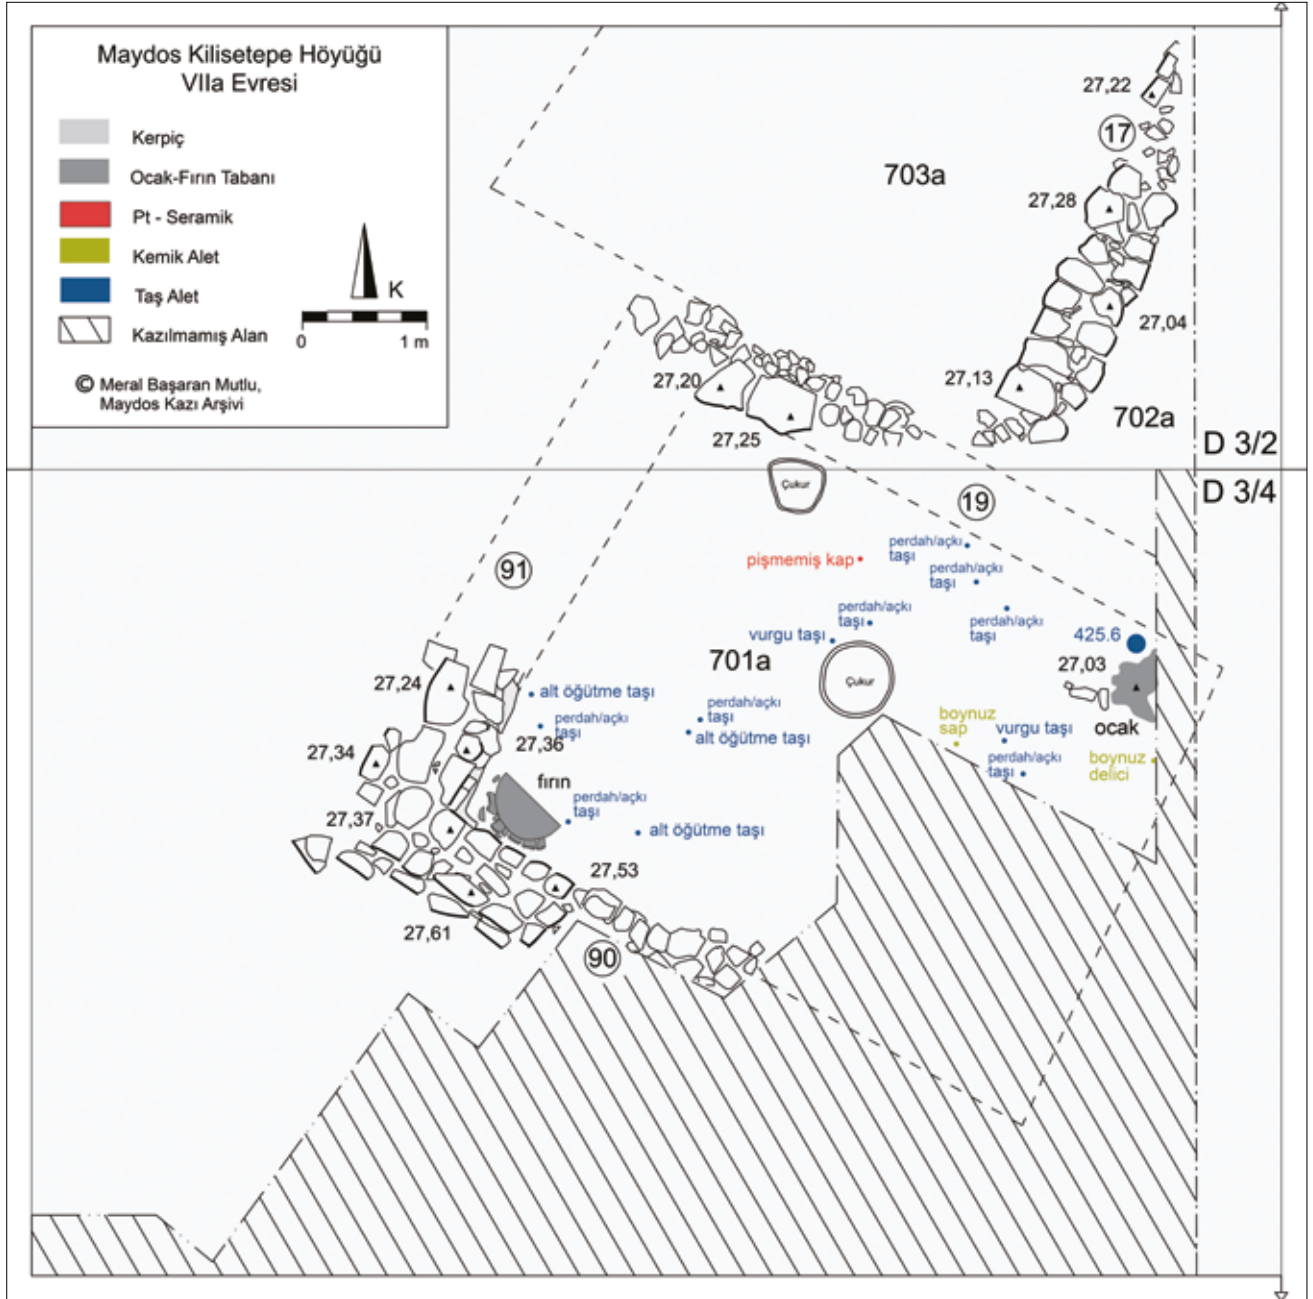 Maydos Kilisetepe Höyüğü
VIIa Evresi
Kerpiç
Ocak-Fırın Tabanı
Pt - Seramik
Kemik Alet
Taş Alet
Kazılmamış Alan
K
0 1 m
© Meral Başaran Mutlu,
Maydos Kazı Arşivi
27,22
17
703a
27,28
27,04
27,20
27,13
27,25
702a
D 3/2
D 3/4
Çukur
19
perdah/açkı
taşı
pişmemiş kap
perdah/açkı
taşı
91
perdah/açkı
taşı
perdah/açkı
taşı
vurgu taşı
425.6
701a
27,03
Çukur
27,24
alt öğütme taşı
perdah/açkı
taşı
perdah/açkı
taşı
boynuz
sap
ocak
vurgu taşı
27,34
27,36
alt öğütme taşı
boynuz
delici
perdah/açkı
taşı
fırın
perdah/açkı
taşı
27,37
alt öğütme taşı
27,53
27,61
90